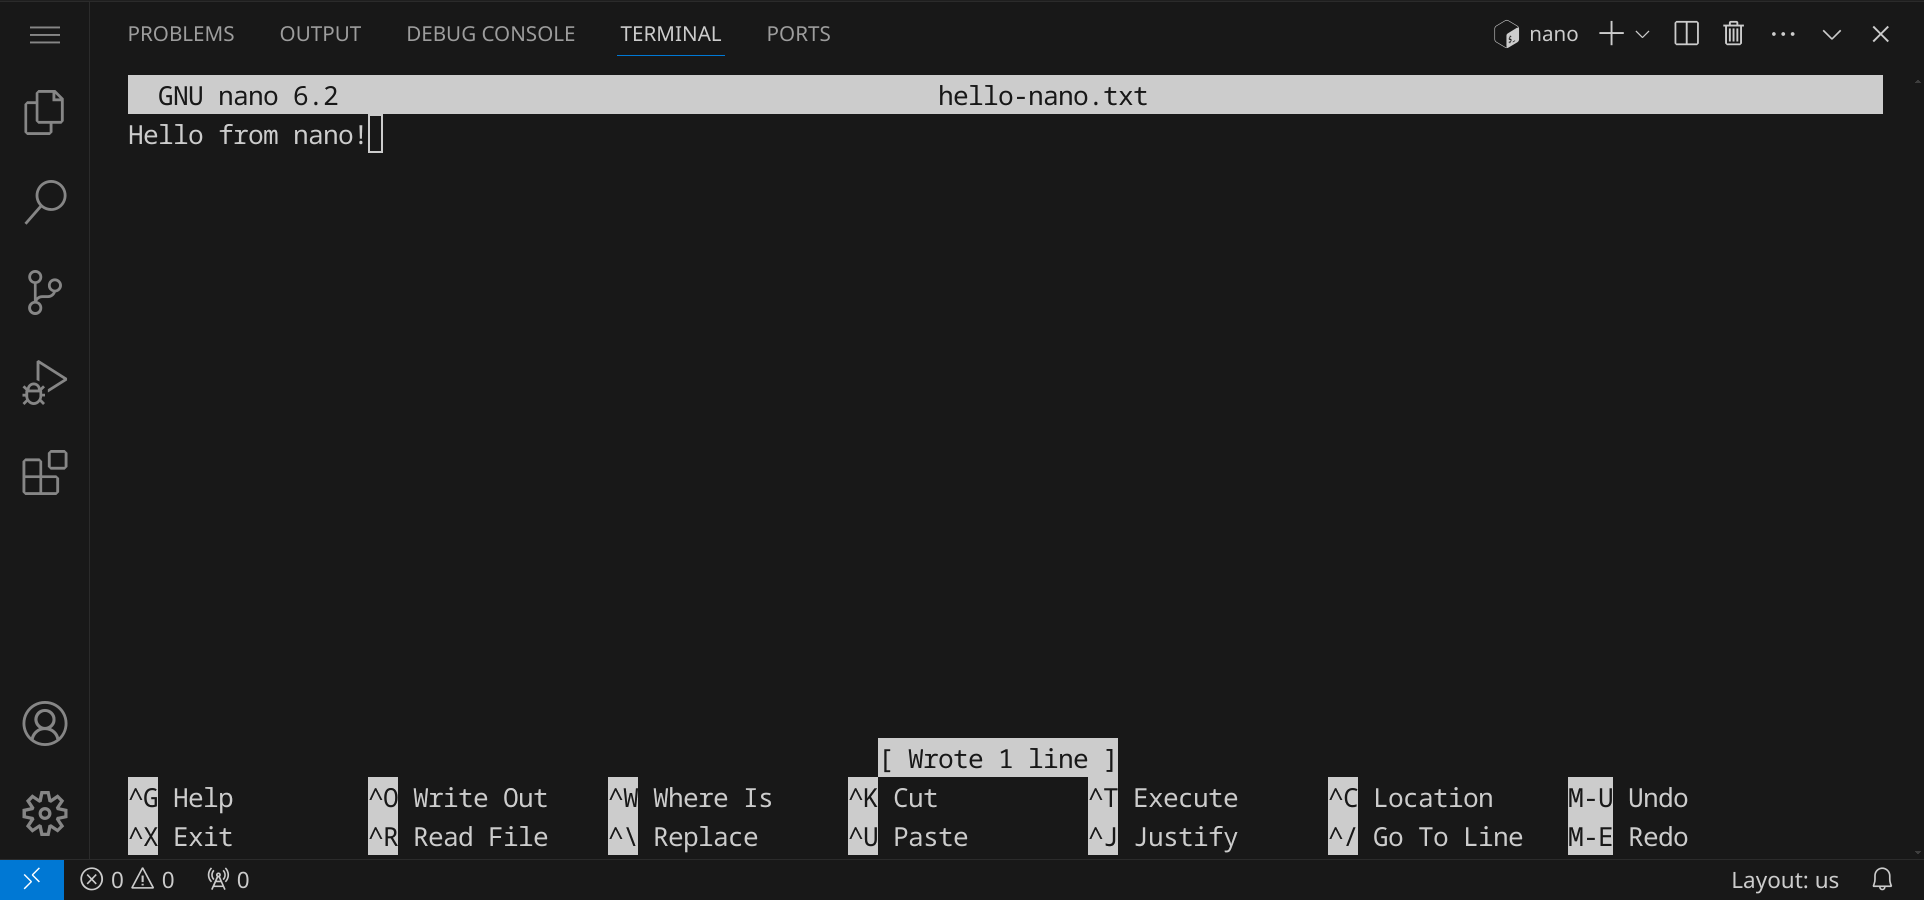 PROBLEMS OUTPUT DEBUG CONSOLE TERMINAL PORTS nano
GNU nano 6.2 hello-nano.txt
Hello from nano!
[ Wrote 1 line ]
^G Help ^O Write Out ^W Where Is ^K Cut ^T Execute ^C Location M-U Undo
^X Exit ^R Read File ^\ Replace ^U Paste ^J Justify ^/ Go To Line M-E Redo
0 0 0 Layout: us